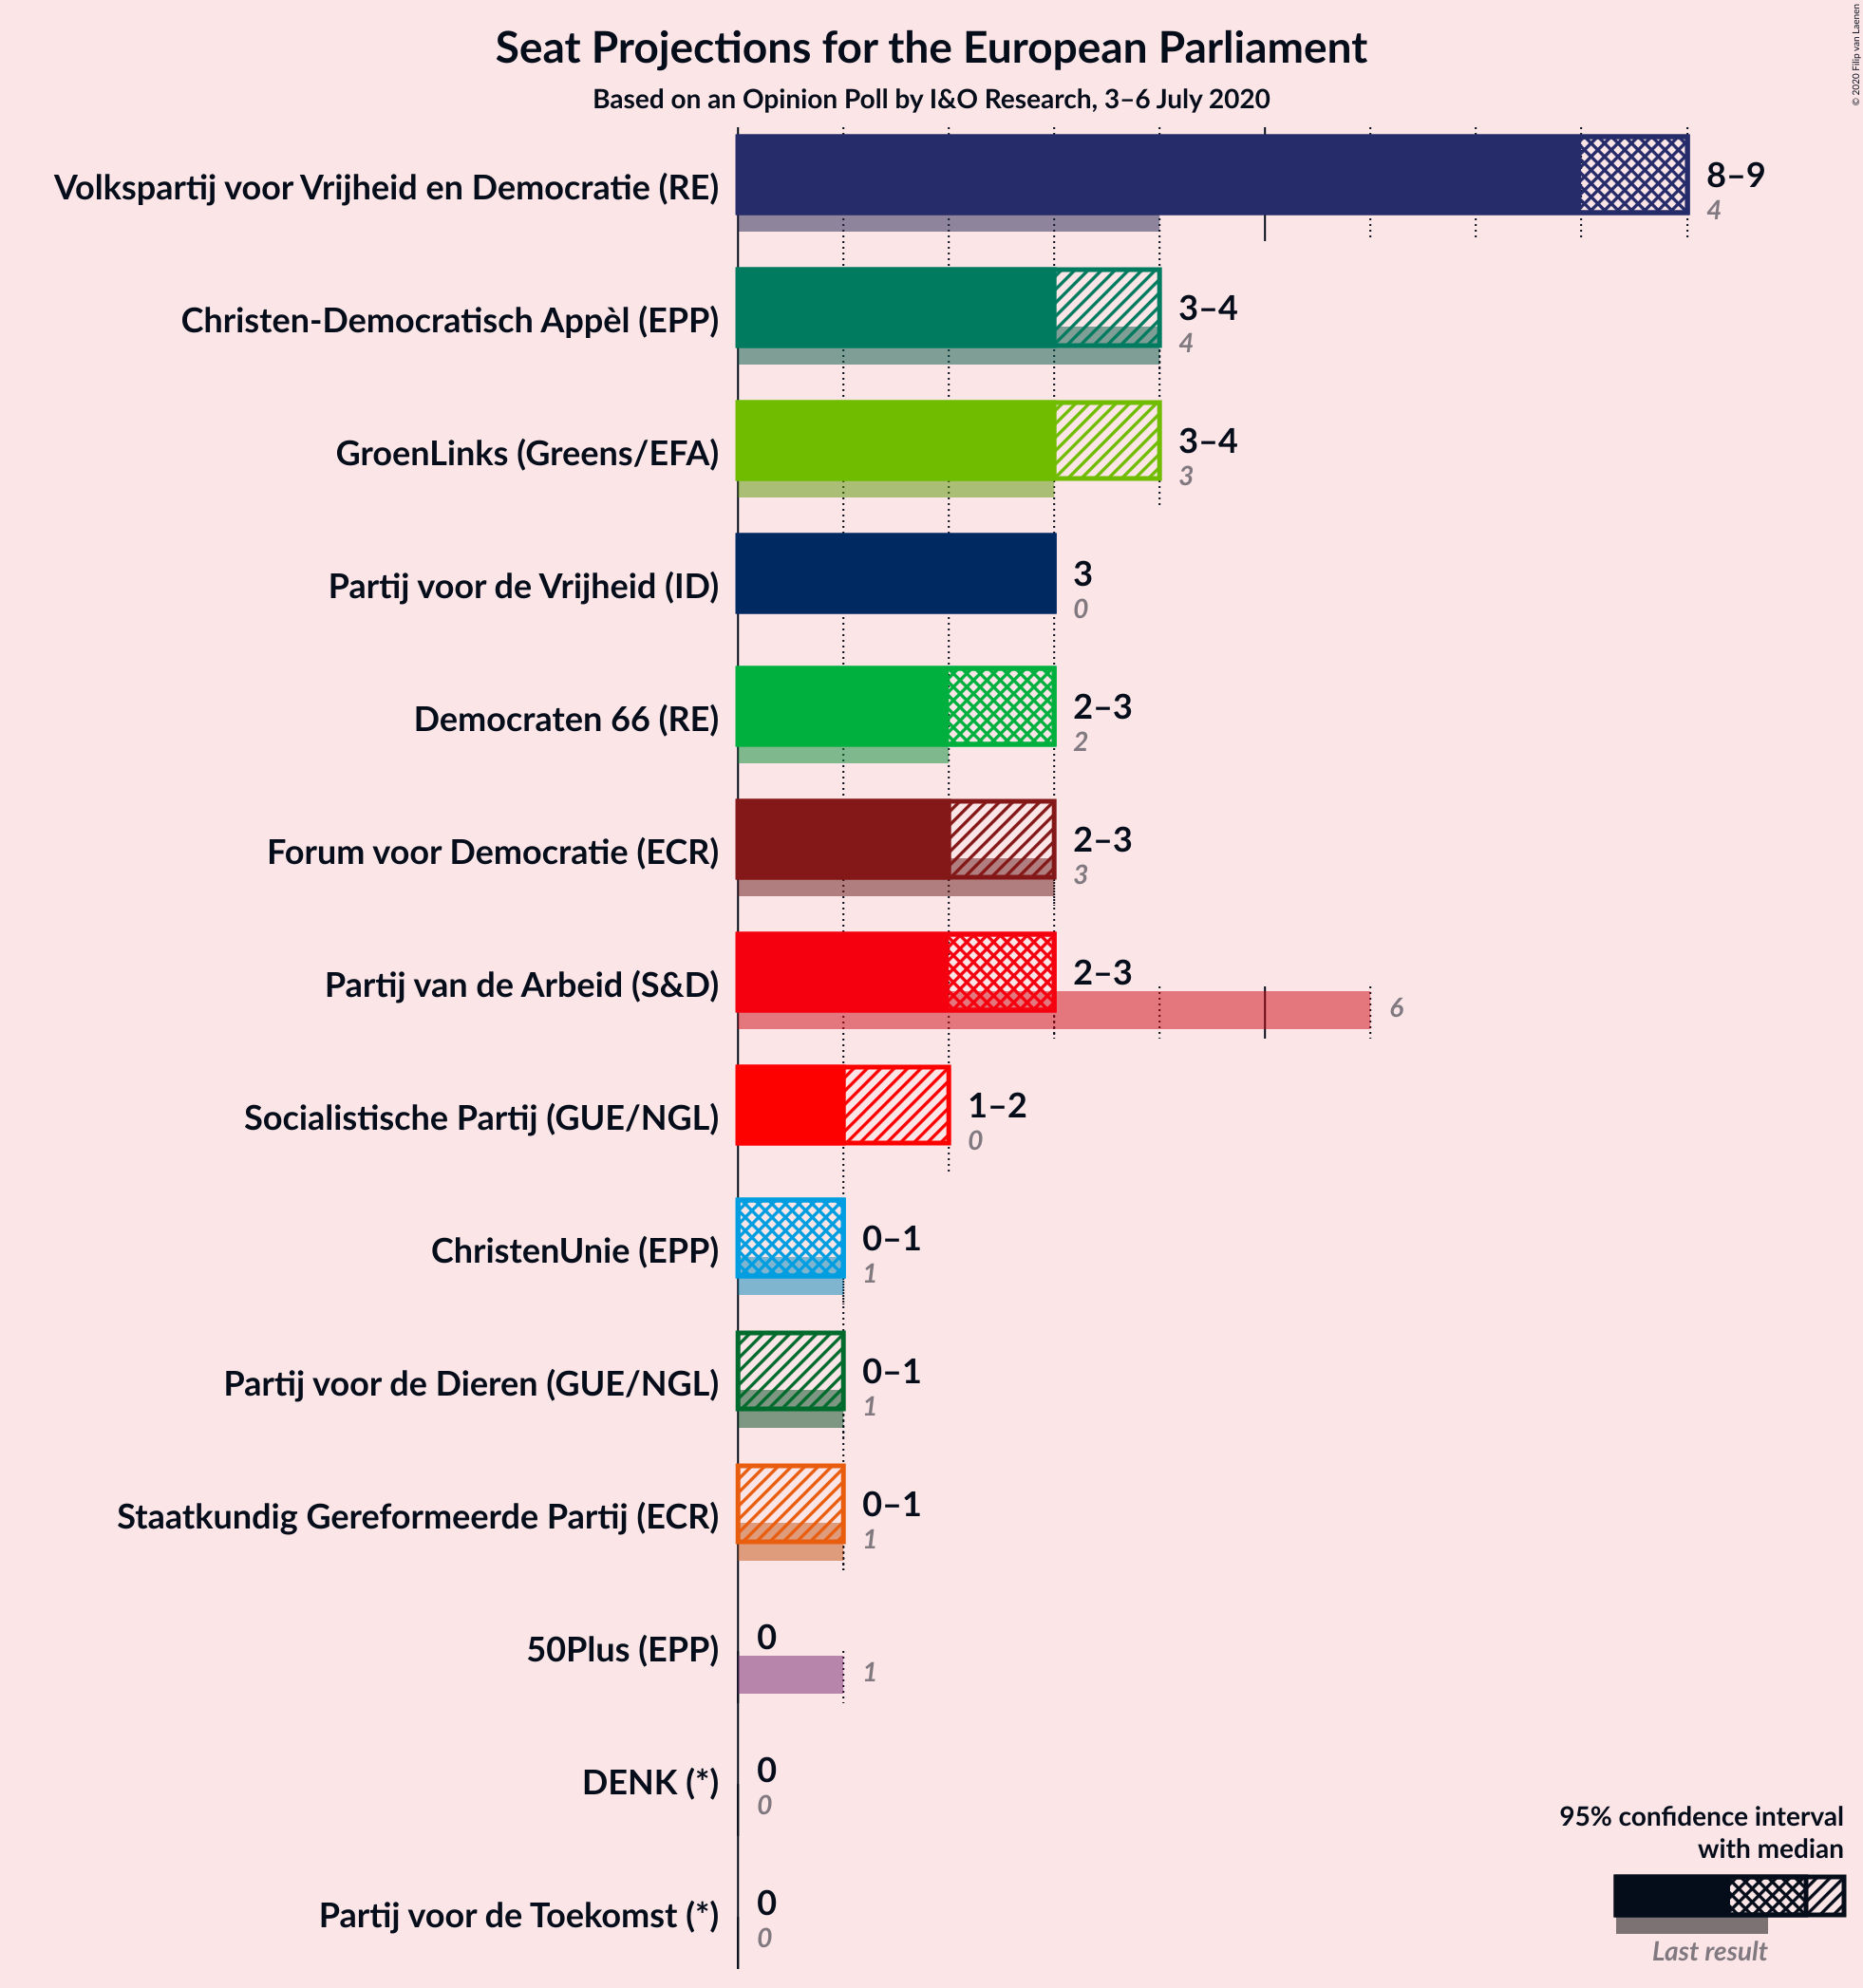 Seat Projections for the European Parliament
Based on an Opinion Poll by I&O Research, 3–6 July 2020
© 2020 Filip van Laenen
Volkspartij voor Vrijheid en Democratie (RE)
8–9
4
Christen-Democratisch Appèl (EPP)
3–4
4
GroenLinks (Greens/EFA)
3–4
3
Partij voor de Vrijheid (ID)
3
0
Democraten 66 (RE)
2–3
2
Forum voor Democratie (ECR)
2–3
3
Partij van de Arbeid (S&D)
2–3
6
Socialistische Partij (GUE/NGL)
1–2
0
ChristenUnie (EPP)
0–1
1
Partij voor de Dieren (GUE/NGL)
0–1
1
Staatkundig Gereformeerde Partij (ECR)
0–1
1
50Plus (EPP)
0
1
DENK (*)
0
0
Partij voor de Toekomst (*)
0
0
95% confidence interval
with median
Last result